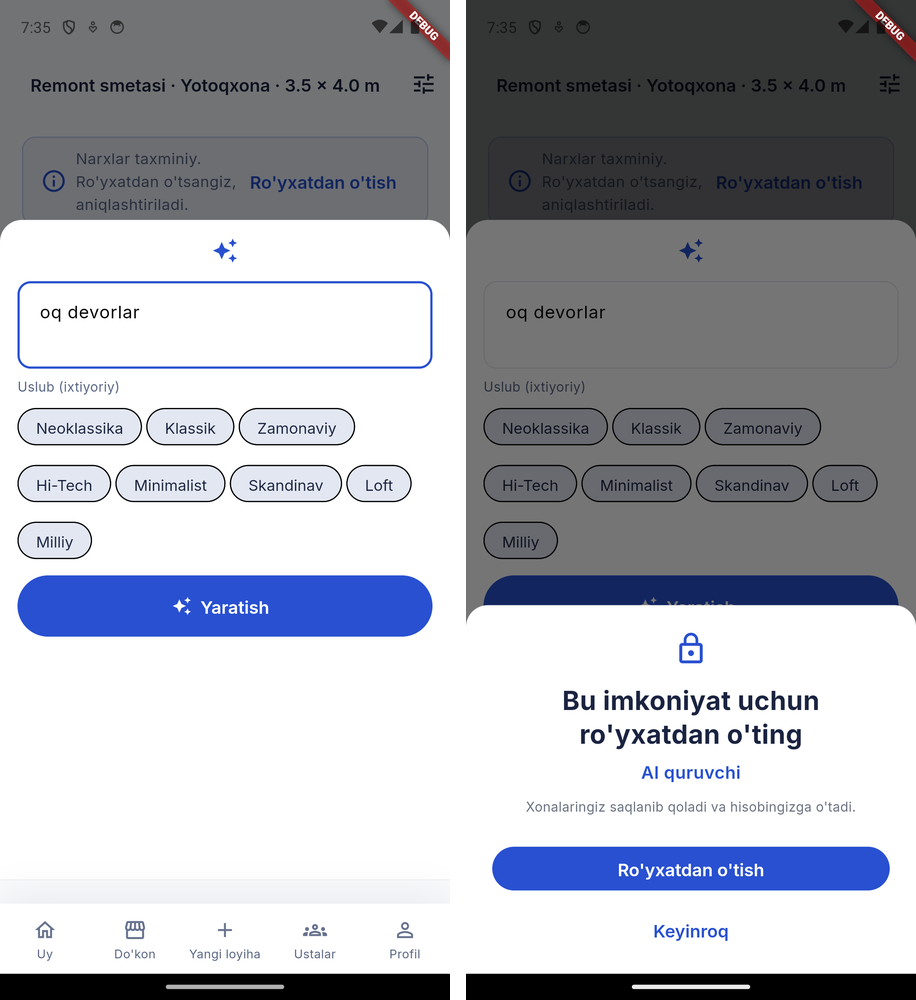 7:35
DEBUG
Remont smetasi · Yotoqxona · 3.5 × 4.0 m
Narxlar taxminiy.
Ro'yxatdan o'tsangiz,
aniqlashtiriladi.
Ro'yxatdan o'tish
oq devorlar
Uslub (ixtiyoriy)
Neoklassika Klassik Zamonaviy
Hi-Tech Minimalist Skandinav Loft
Milliy
Yaratish
Uy Do'kon Yangi loyiha Ustalar Profil
7:35
DEBUG
Remont smetasi · Yotoqxona · 3.5 × 4.0 m
Narxlar taxminiy.
Ro'yxatdan o'tsangiz,
aniqlashtiriladi.
Ro'yxatdan o'tish
oq devorlar
Uslub (ixtiyoriy)
Neoklassika Klassik Zamonaviy
Hi-Tech Minimalist Skandinav Loft
Milliy
Yaratish
Bu imkoniyat uchun
ro'yxatdan o'ting
AI quruvchi
Xonalaringiz saqlanib qoladi va hisobingizga o'tadi.
Ro'yxatdan o'tish
Keyinroq